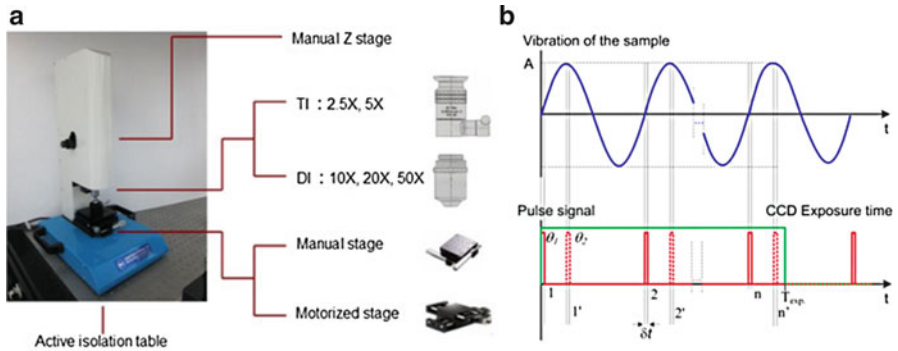 a
Manual Z stage
TI : 2.5X, 5X
DI : 10X, 20X, 50X
Manual stage
Motorized stage
Active isolation table
b
Vibration of the sample
A
t
Pulse signal
CCD Exposure time
θ1
θ2
1
2
n
Texp.
t
1'
δt
2'
n'